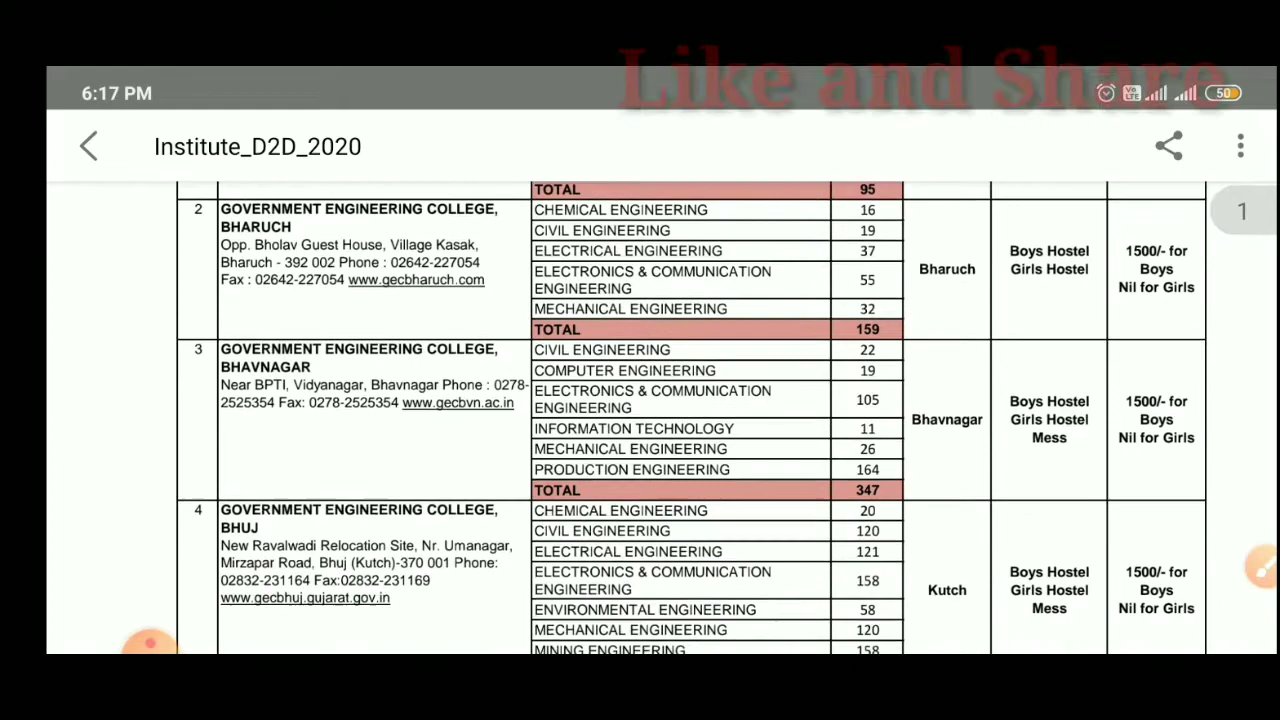 Like and Share
6:17 PM
Vo LTE
50
Institute_D2D_2020
1
TOTAL 95
2 GOVERNMENT ENGINEERING COLLEGE,
BHARUCH
Opp. Bholav Guest House, Village Kasak,
Bharuch - 392 002 Phone : 02642-227054
Fax : 02642-227054 www.gecbharuch.com
CHEMICAL ENGINEERING 16
CIVIL ENGINEERING 19
ELECTRICAL ENGINEERING 37
ELECTRONICS & COMMUNICATION
ENGINEERING 55
MECHANICAL ENGINEERING 32
TOTAL 159
Bharuch
Boys Hostel
Girls Hostel
1500/- for
Boys
Nil for Girls
3 GOVERNMENT ENGINEERING COLLEGE,
BHAVNAGAR
Near BPTI, Vidyanagar, Bhavnagar Phone : 0278-
2525354 Fax: 0278-2525354 www.gecbvn.ac.in
CIVIL ENGINEERING 22
COMPUTER ENGINEERING 19
ELECTRONICS & COMMUNICATION
ENGINEERING 105
INFORMATION TECHNOLOGY 11
MECHANICAL ENGINEERING 26
PRODUCTION ENGINEERING 164
TOTAL 347
Bhavnagar
Boys Hostel
Girls Hostel
Mess
1500/- for
Boys
Nil for Girls
4 GOVERNMENT ENGINEERING COLLEGE,
BHUJ
New Ravalwadi Relocation Site, Nr. Umanagar,
Mirzapar Road, Bhuj (Kutch)-370 001 Phone:
02832-231164 Fax:02832-231169
www.gecbhuj.gujarat.gov.in
CHEMICAL ENGINEERING 20
CIVIL ENGINEERING 120
ELECTRICAL ENGINEERING 121
ELECTRONICS & COMMUNICATION
ENGINEERING 158
ENVIRONMENTAL ENGINEERING 58
MECHANICAL ENGINEERING 120
MINING ENGINEERING 158
Kutch
Boys Hostel
Girls Hostel
Mess
1500/- for
Boys
Nil for Girls